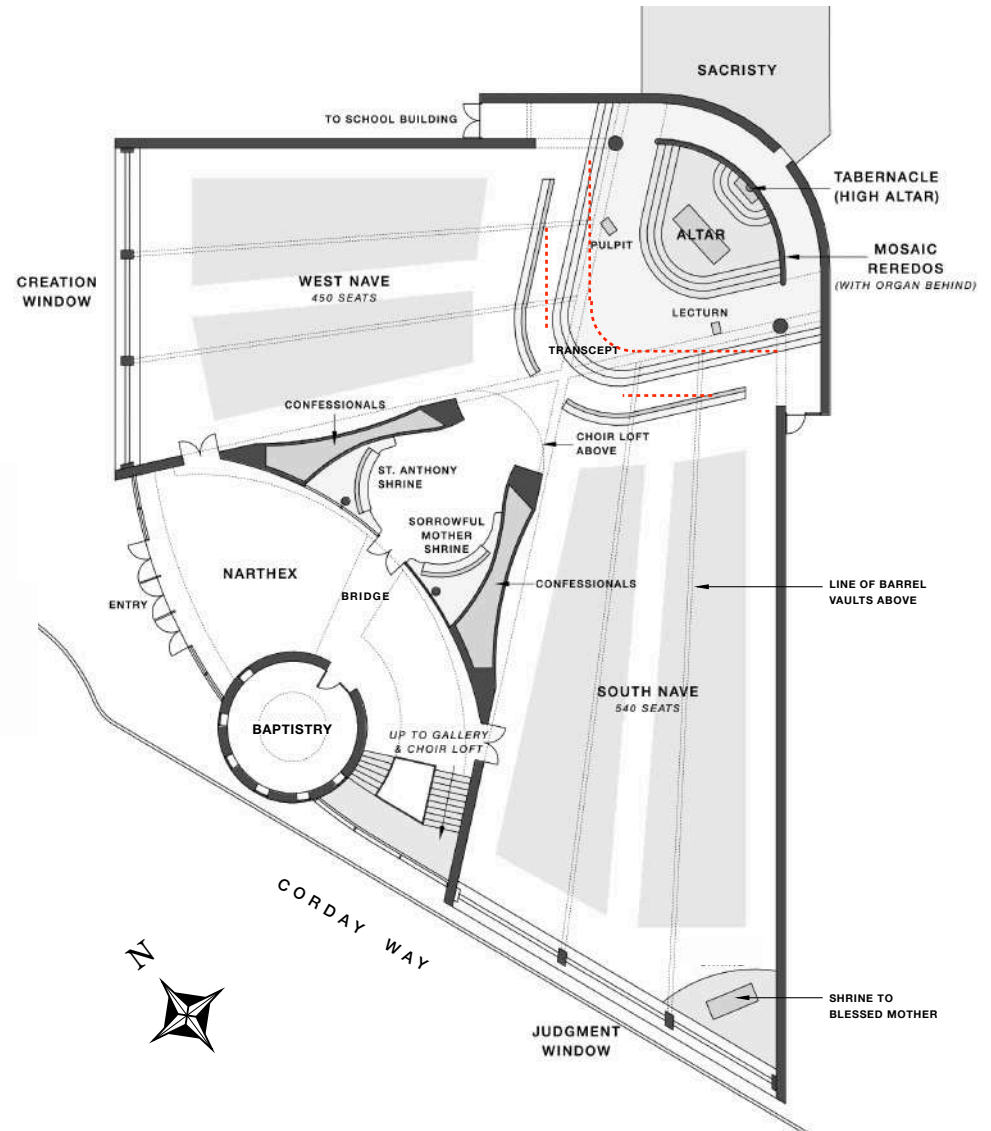 SACRISTY
TO SCHOOL BUILDING
TABERNACLE
(HIGH ALTAR)
ALTAR
PULPIT
MOSAIC
REREDOS
(WITH ORGAN BEHIND)
CREATION
WINDOW
WEST NAVE
450 SEATS
LECTURN
TRANSCEPT
CONFESSIONALS
CHOIR LOFT
ABOVE
ST. ANTHONY
SHRINE
SORROWFUL
MOTHER
SHRINE
NARTHEX
CONFESSIONALS
LINE OF BARREL
VAULTS ABOVE
BRIDGE
ENTRY
SOUTH NAVE
540 SEATS
BAPTISTRY
UP TO GALLERY
& CHOIR LOFT
CORDAY WAY
N
SHRINE TO
BLESSED MOTHER
JUDGMENT
WINDOW